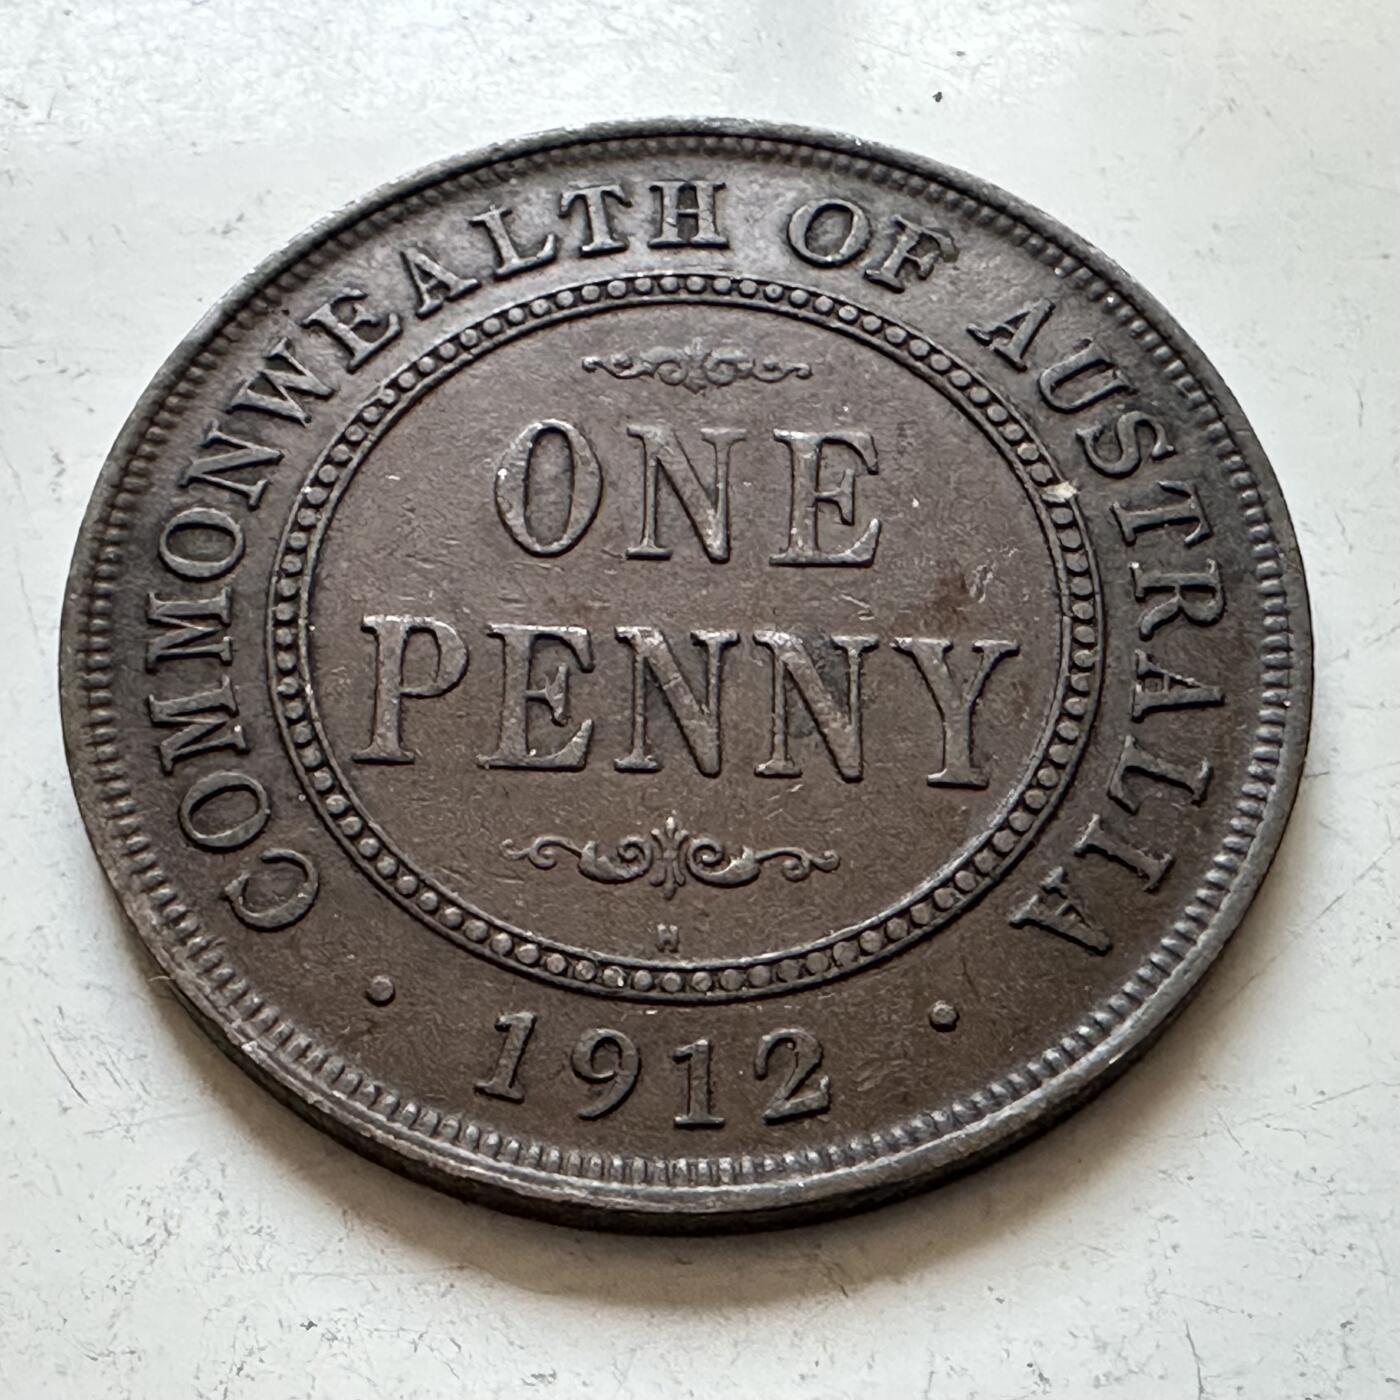 COMMONWEALTH OF AUSTRALIA
ONE
PENNY
H
1912